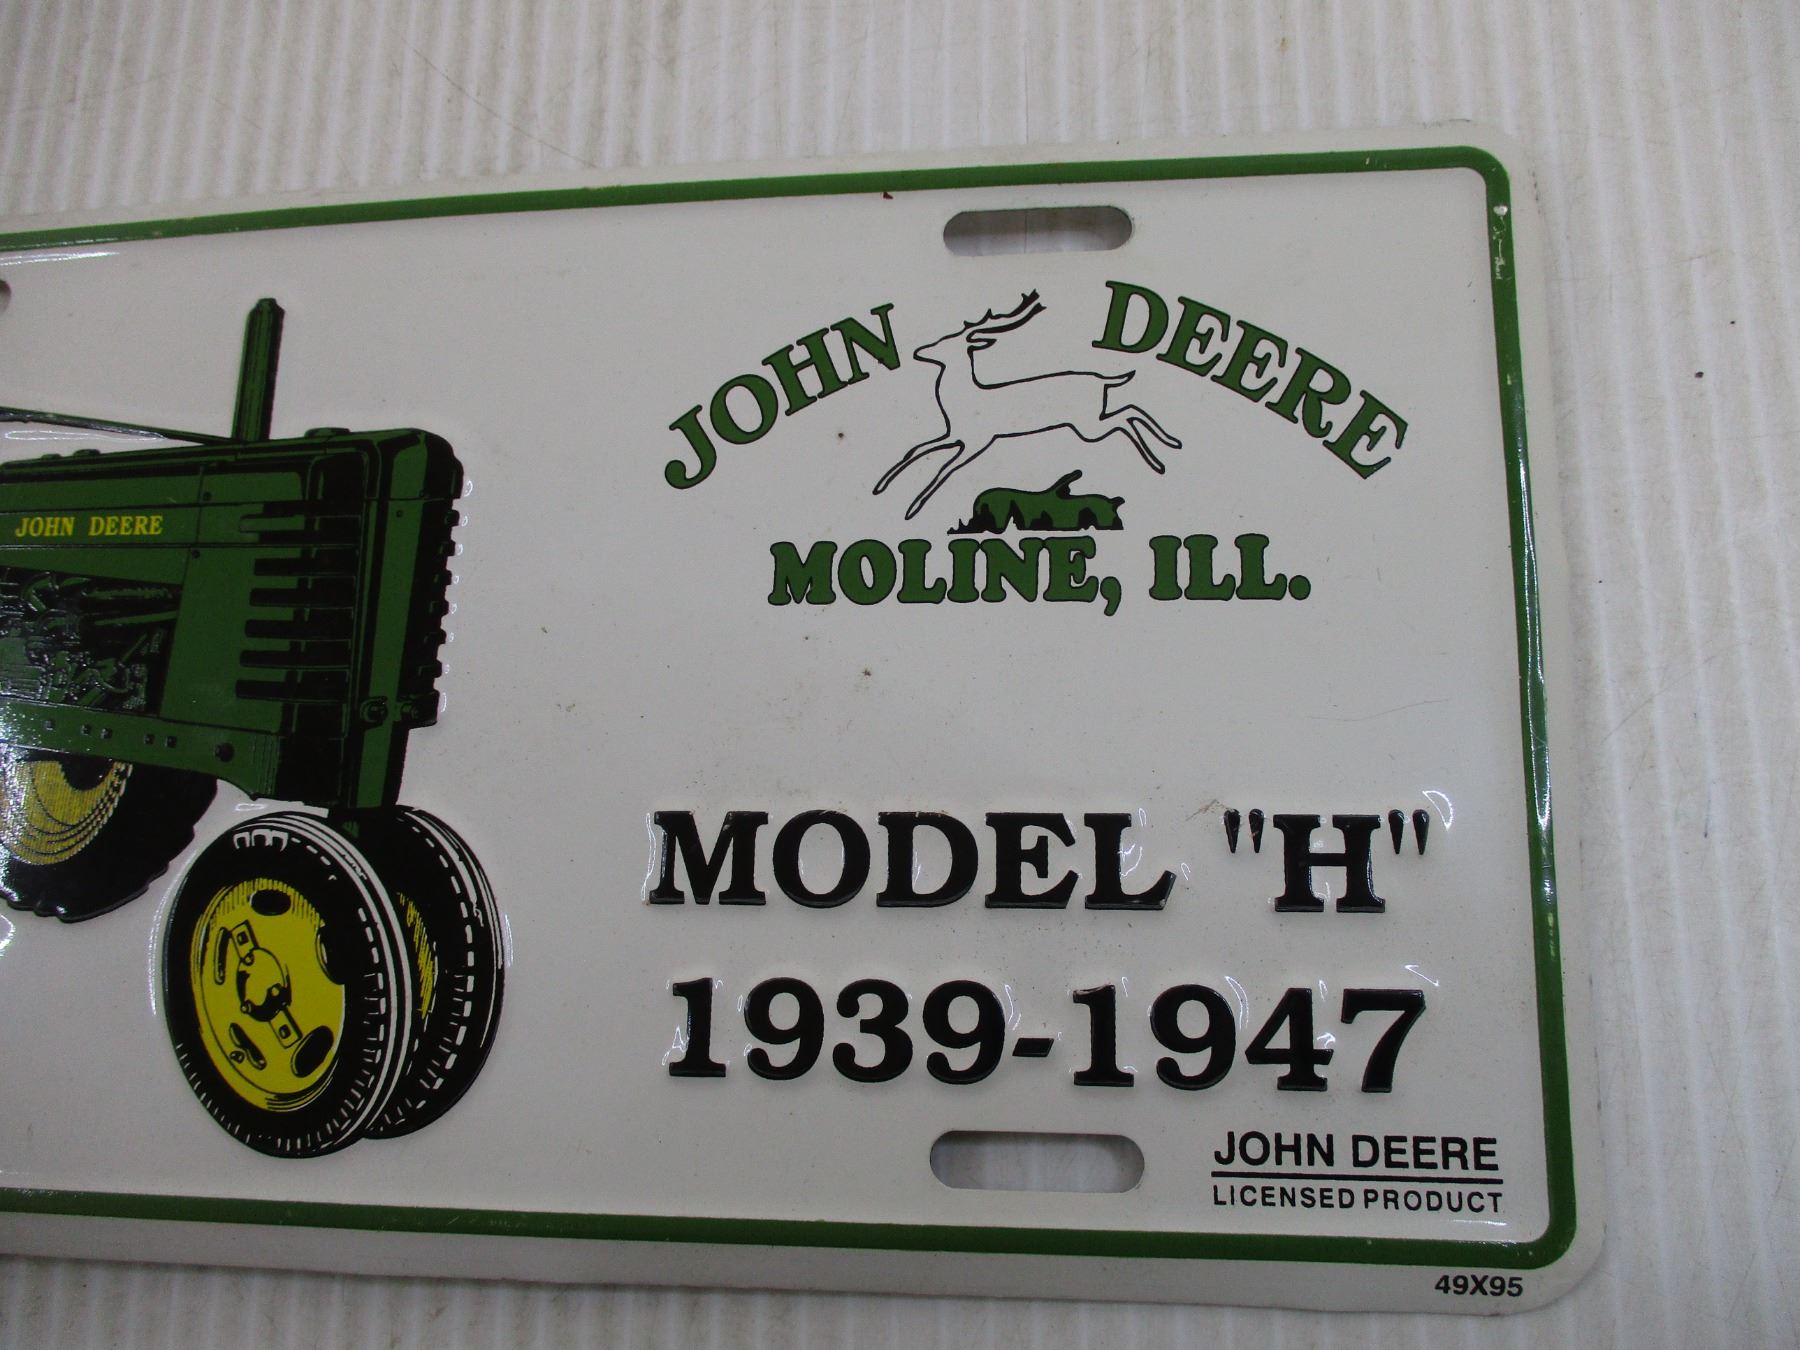 JOHN DEERE
MOLINE, ILL.
JOHN DEERE
MODEL "H"
1939-1947
JOHN DEERE
LICENSED PRODUCT
49X95